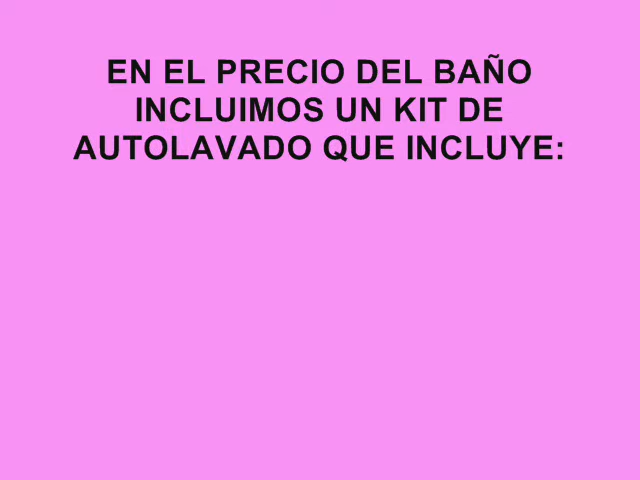 EN EL PRECIO DEL BAÑO
INCLUIMOS UN KIT DE
AUTOLAVADO QUE INCLUYE: